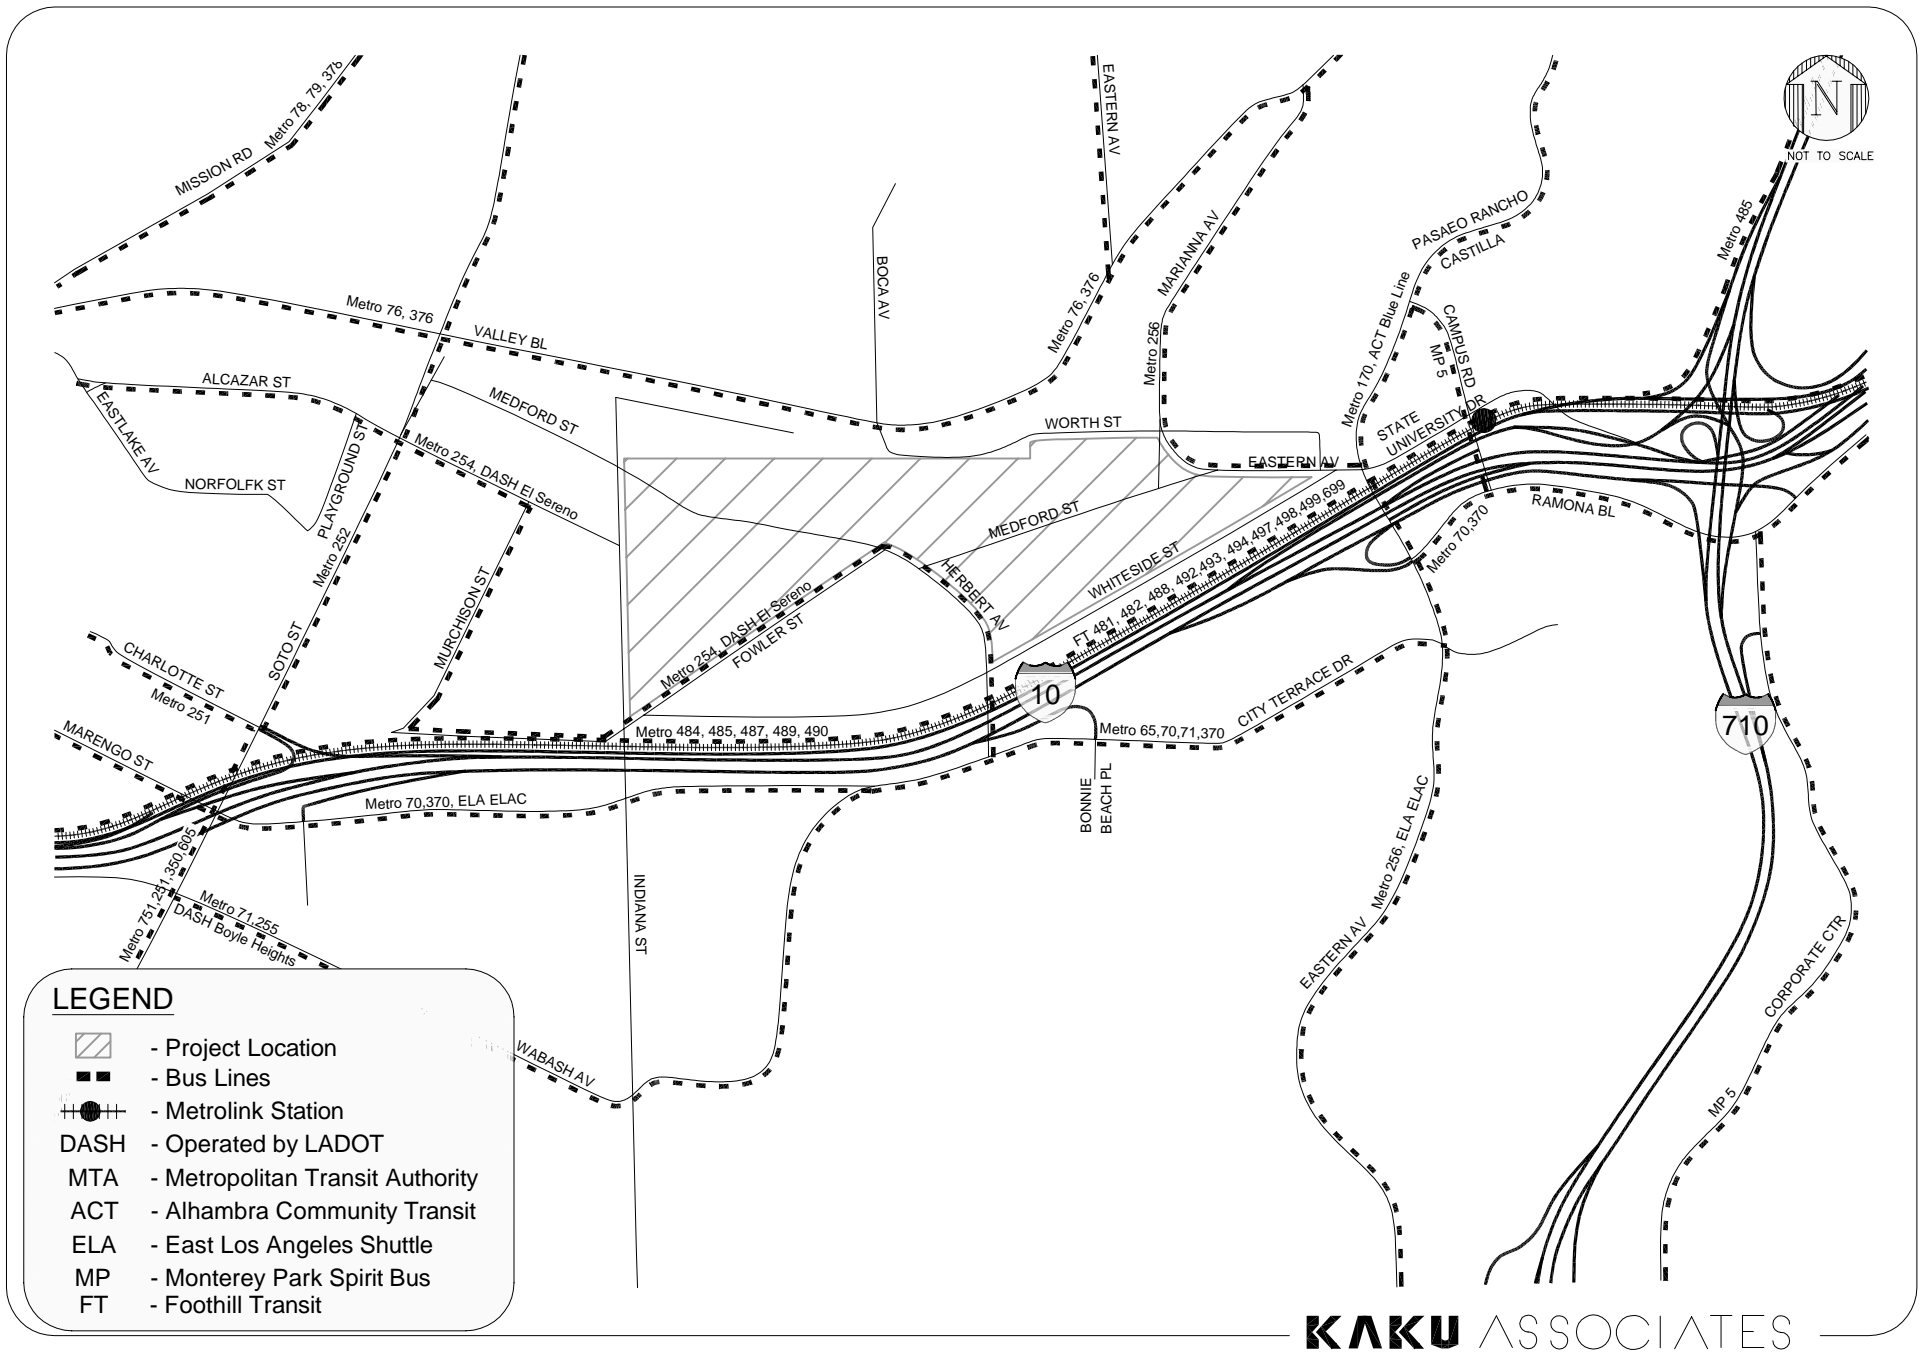 Metro 78, 79, 378
MISSION RD
EASTERN AV
N
NOT TO SCALE
Metro 485
PASAEO RANCHO
CASTILLA
MARIANNA AV
BOCA AV
Metro 76, 376
Metro 76, 376
VALLEY BL
Metro 256
Metro 170, ACT Blue Line
CAMPUS RD
MP 5
ALCAZAR ST
EASTLAKE AV
MEDFORD ST
WORTH ST
STATE
UNIVERSITY DR
Metro 254, DASH El Sereno
PLAYGROUND ST
NORFOLFK ST
EASTERN AV
MEDFORD ST
RAMONA BL
Metro 70,370
Metro 252
WHITESIDE ST
FT 481, 482, 488, 492,493, 494,497,498,499,699
HERBERT AV
MURCHISON ST
Metro 254, DASH El Sereno
FOWLER ST
SOTO ST
CHARLOTTE ST
Metro 251
MARENGO ST
10
710
CITY TERRACE DR
Metro 484, 485, 487, 489, 490
Metro 65,70,71,370
BONNIE
BEACH PL
Metro 70,370, ELA ELAC
Metro 751,251,350,605
Metro 71,255
DASH Boyle Heights
INDIANA ST
Metro 256, ELA ELAC
EASTERN AV
CORPORATE CTR
MP 5
WABASH AV
LEGEND
- Project Location
- Bus Lines
- Metrolink Station
DASH - Operated by LADOT
MTA - Metropolitan Transit Authority
ACT - Alhambra Community Transit
ELA - East Los Angeles Shuttle
MP - Monterey Park Spirit Bus
FT - Foothill Transit
KAKU ASSOCIATES